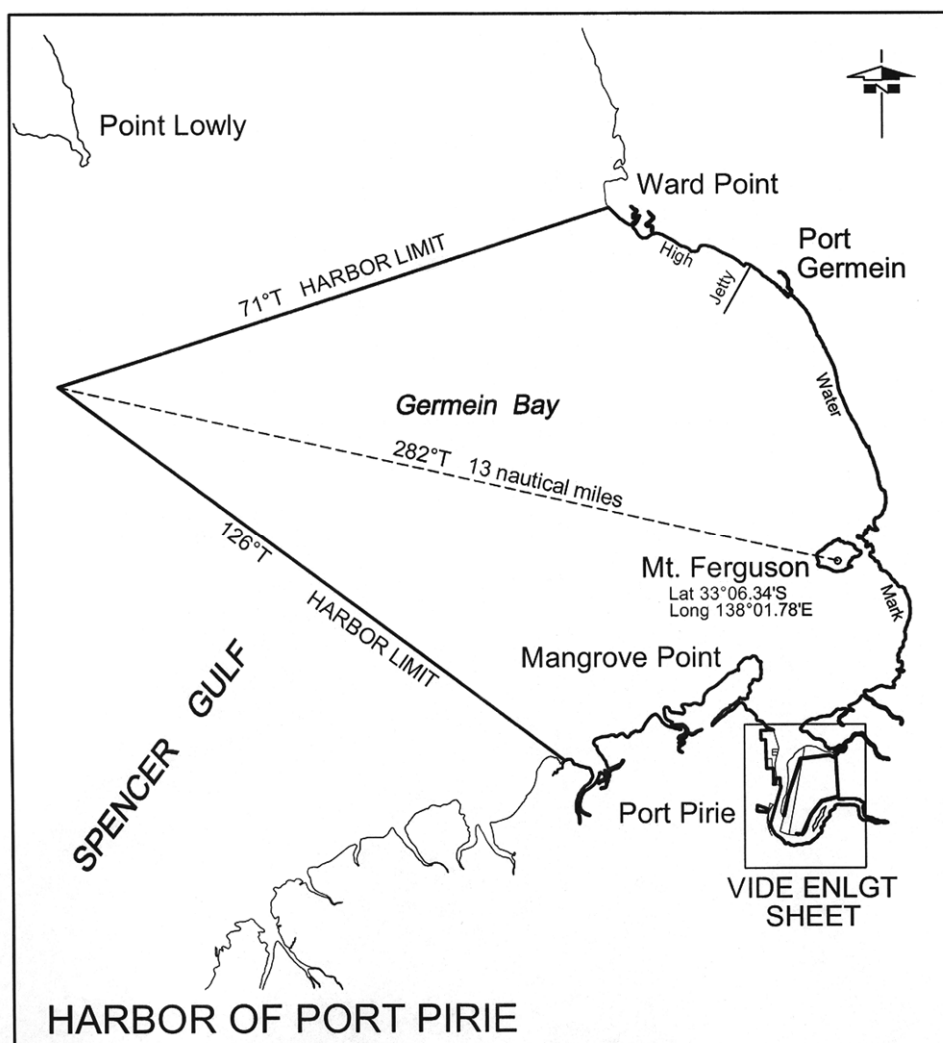 Point Lowly
Ward Point
Port
Germein
High
Jetty
71°T HARBOR LIMIT
Water
Germein Bay
282°T 13 nautical miles
126°T
HARBOR LIMIT
Mt. Ferguson
Lat 33°06.34'S
Long 138°01.78'E
Mark
Mangrove Point
SPENCER GULF
Port Pirie
VIDE ENLGT
SHEET
HARBOR OF PORT PIRIE
N